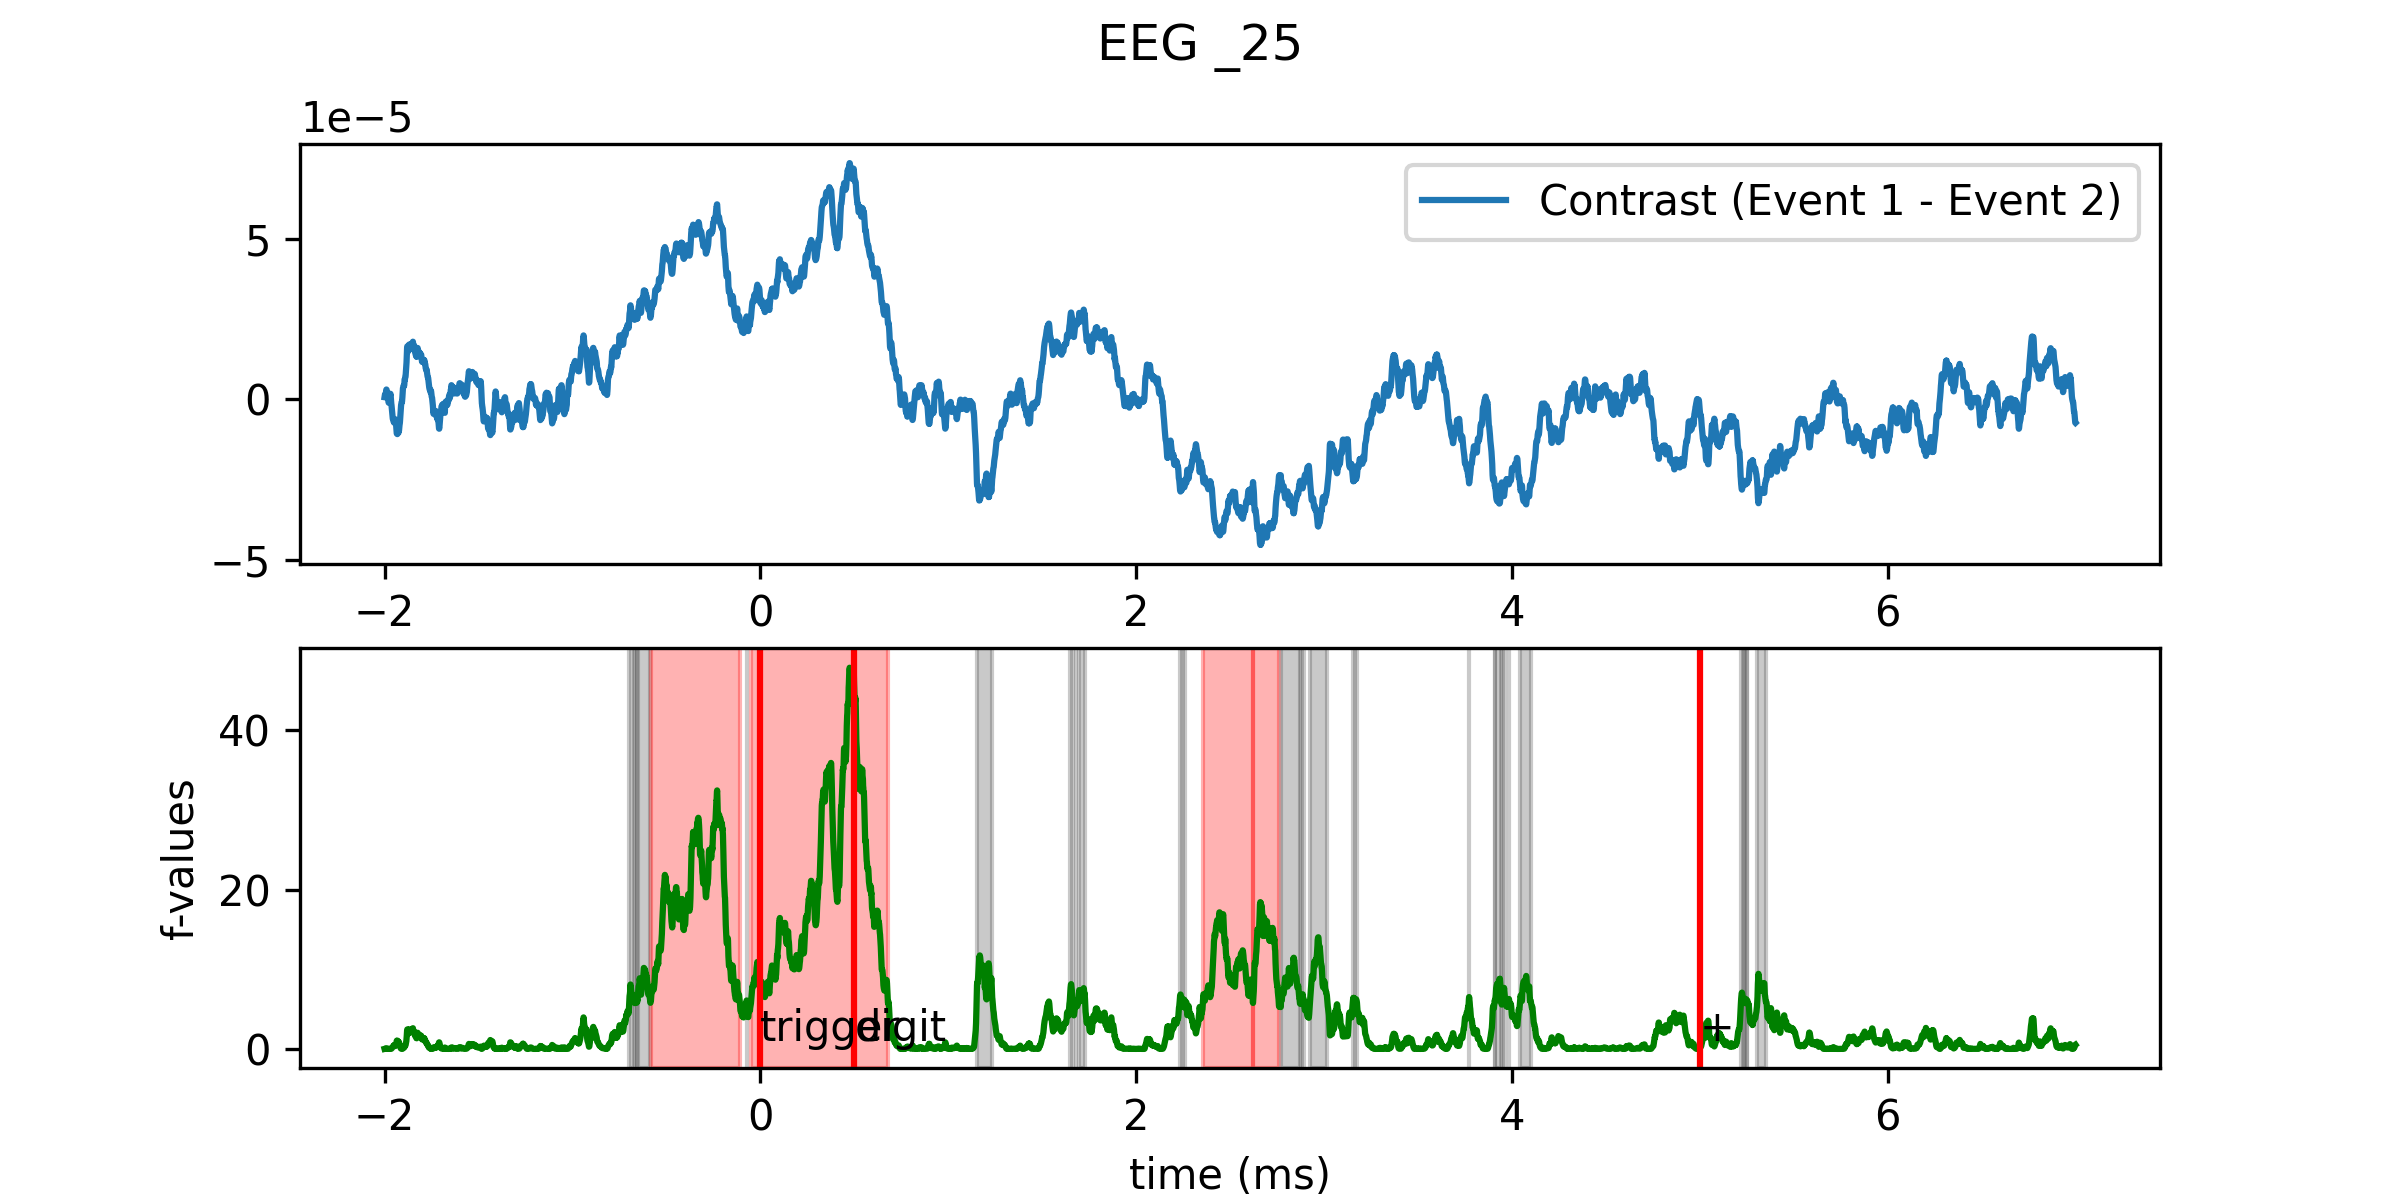 EEG _25
1e−5
Contrast (Event 1 - Event 2)
5
0
−5
−2 0 2 4 6
f-values
40
20
0
trigger
digit
+
−2 0 2 4 6
time (ms)